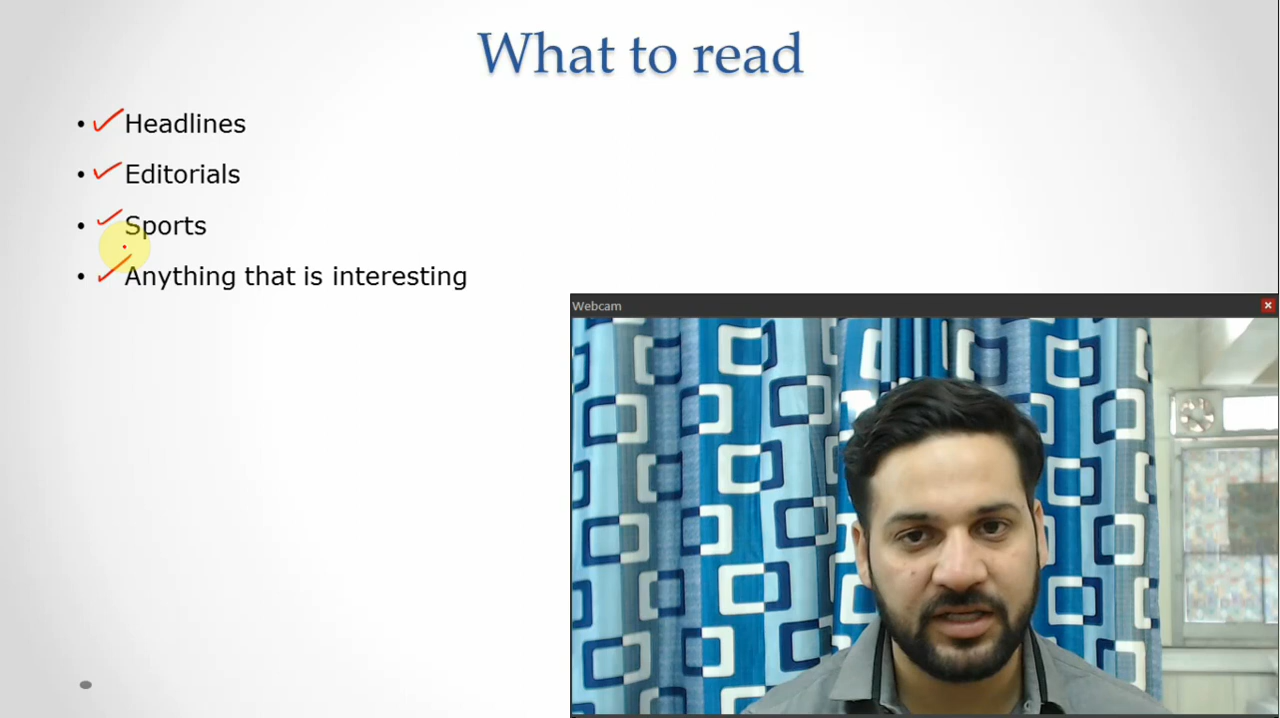 What to read
• Headlines
• Editorials
• Sports
• Anything that is interesting
Webcam